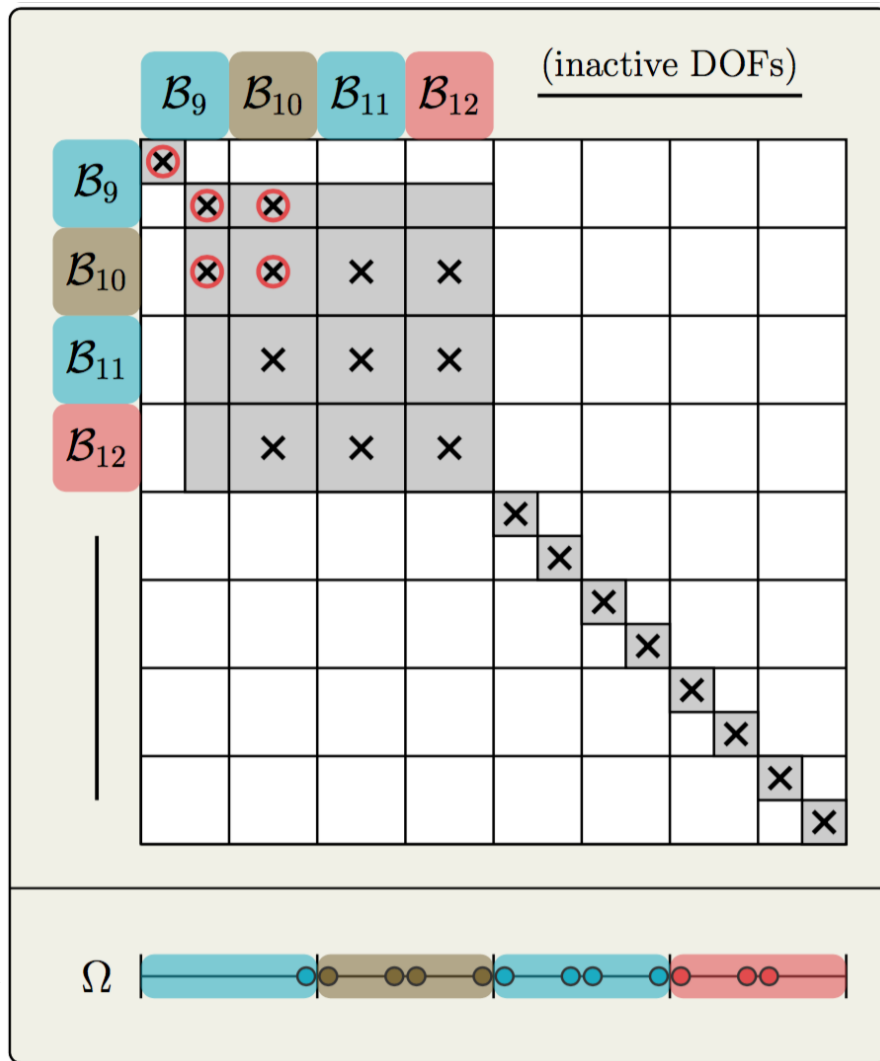 (inactive DOFs)
ℬ₉ ℬ₁₀ ℬ₁₁ ℬ₁₂
ℬ₉
ℬ₁₀
ℬ₁₁
ℬ₁₂
Ω